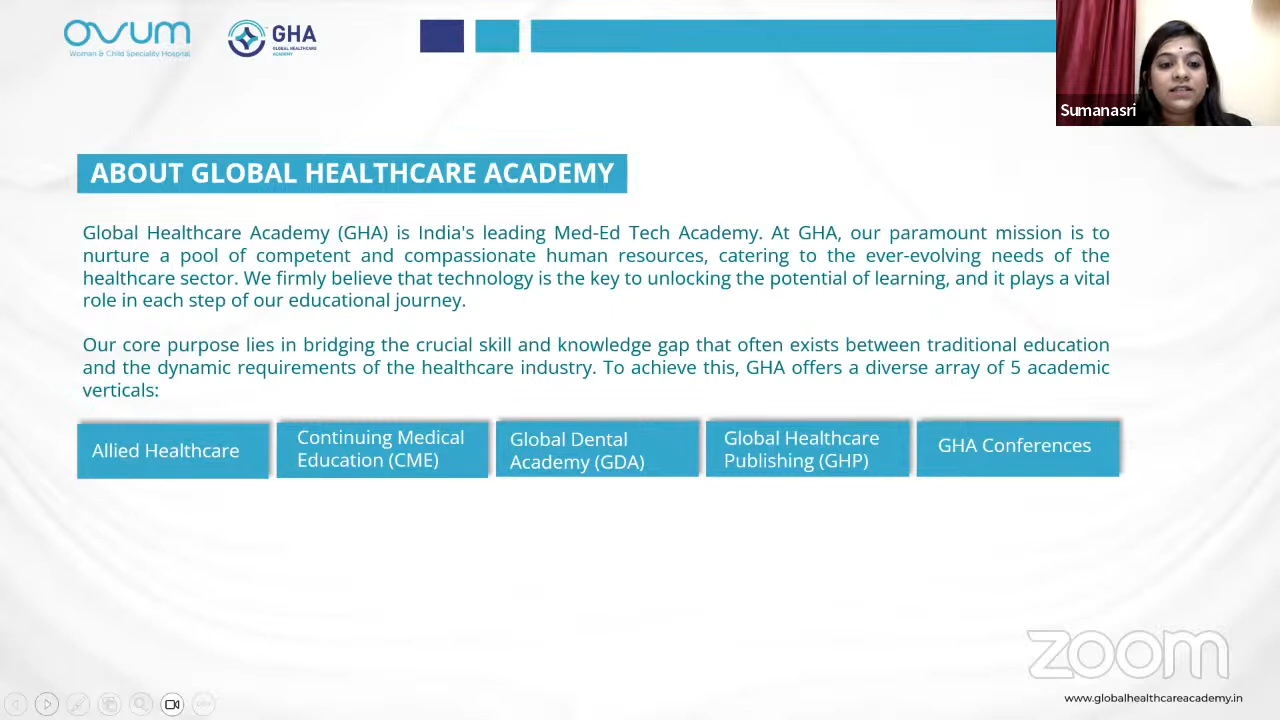 ovum
Woman & Child Speciality Hospital
GHA
GLOBAL HEALTHCARE
ACADEMY
Sumanasri
ABOUT GLOBAL HEALTHCARE ACADEMY
Global Healthcare Academy (GHA) is India's leading Med-Ed Tech Academy. At GHA, our paramount mission is to
nurture a pool of competent and compassionate human resources, catering to the ever-evolving needs of the
healthcare sector. We firmly believe that technology is the key to unlocking the potential of learning, and it plays a vital
role in each step of our educational journey.
Our core purpose lies in bridging the crucial skill and knowledge gap that often exists between traditional education
and the dynamic requirements of the healthcare industry. To achieve this, GHA offers a diverse array of 5 academic
verticals:
Allied Healthcare
Continuing Medical
Education (CME)
Global Dental
Academy (GDA)
Global Healthcare
Publishing (GHP)
GHA Conferences
zoom
www.globalhealthcareacademy.in